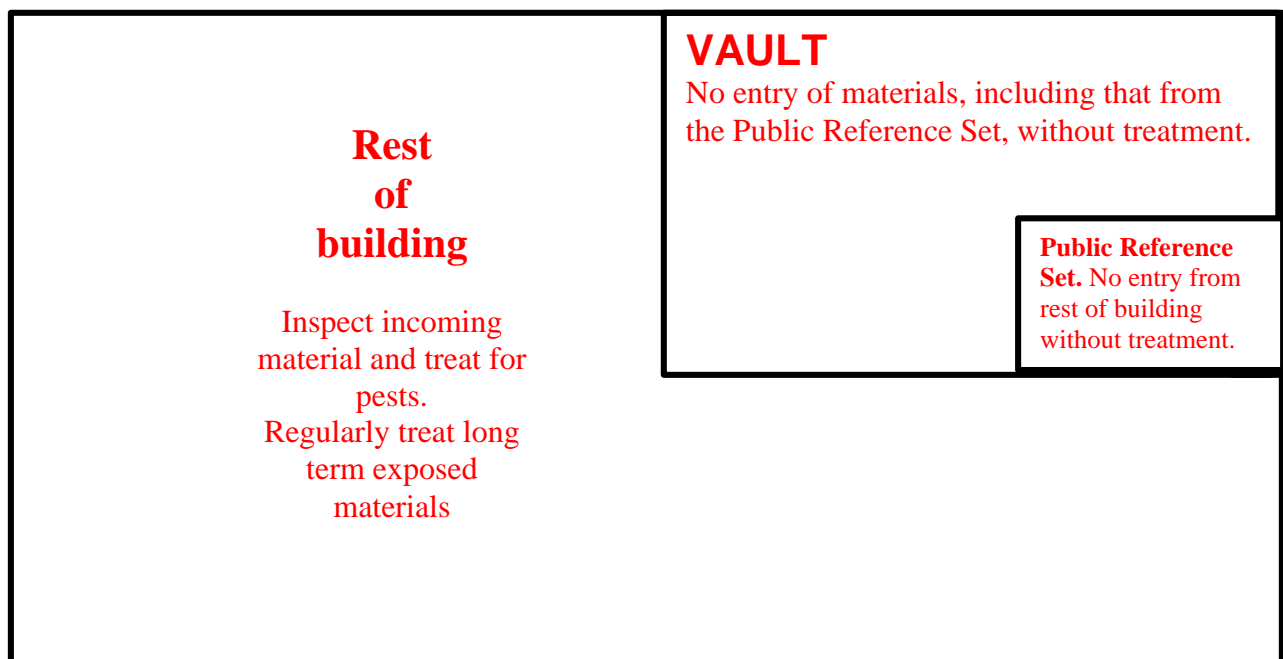 VAULT
No entry of materials, including that from
the Public Reference Set, without treatment.
Rest
of
building
Inspect incoming
material and treat for
pests.
Regularly treat long
term exposed
materials
Public Reference
Set. No entry from
rest of building
without treatment.